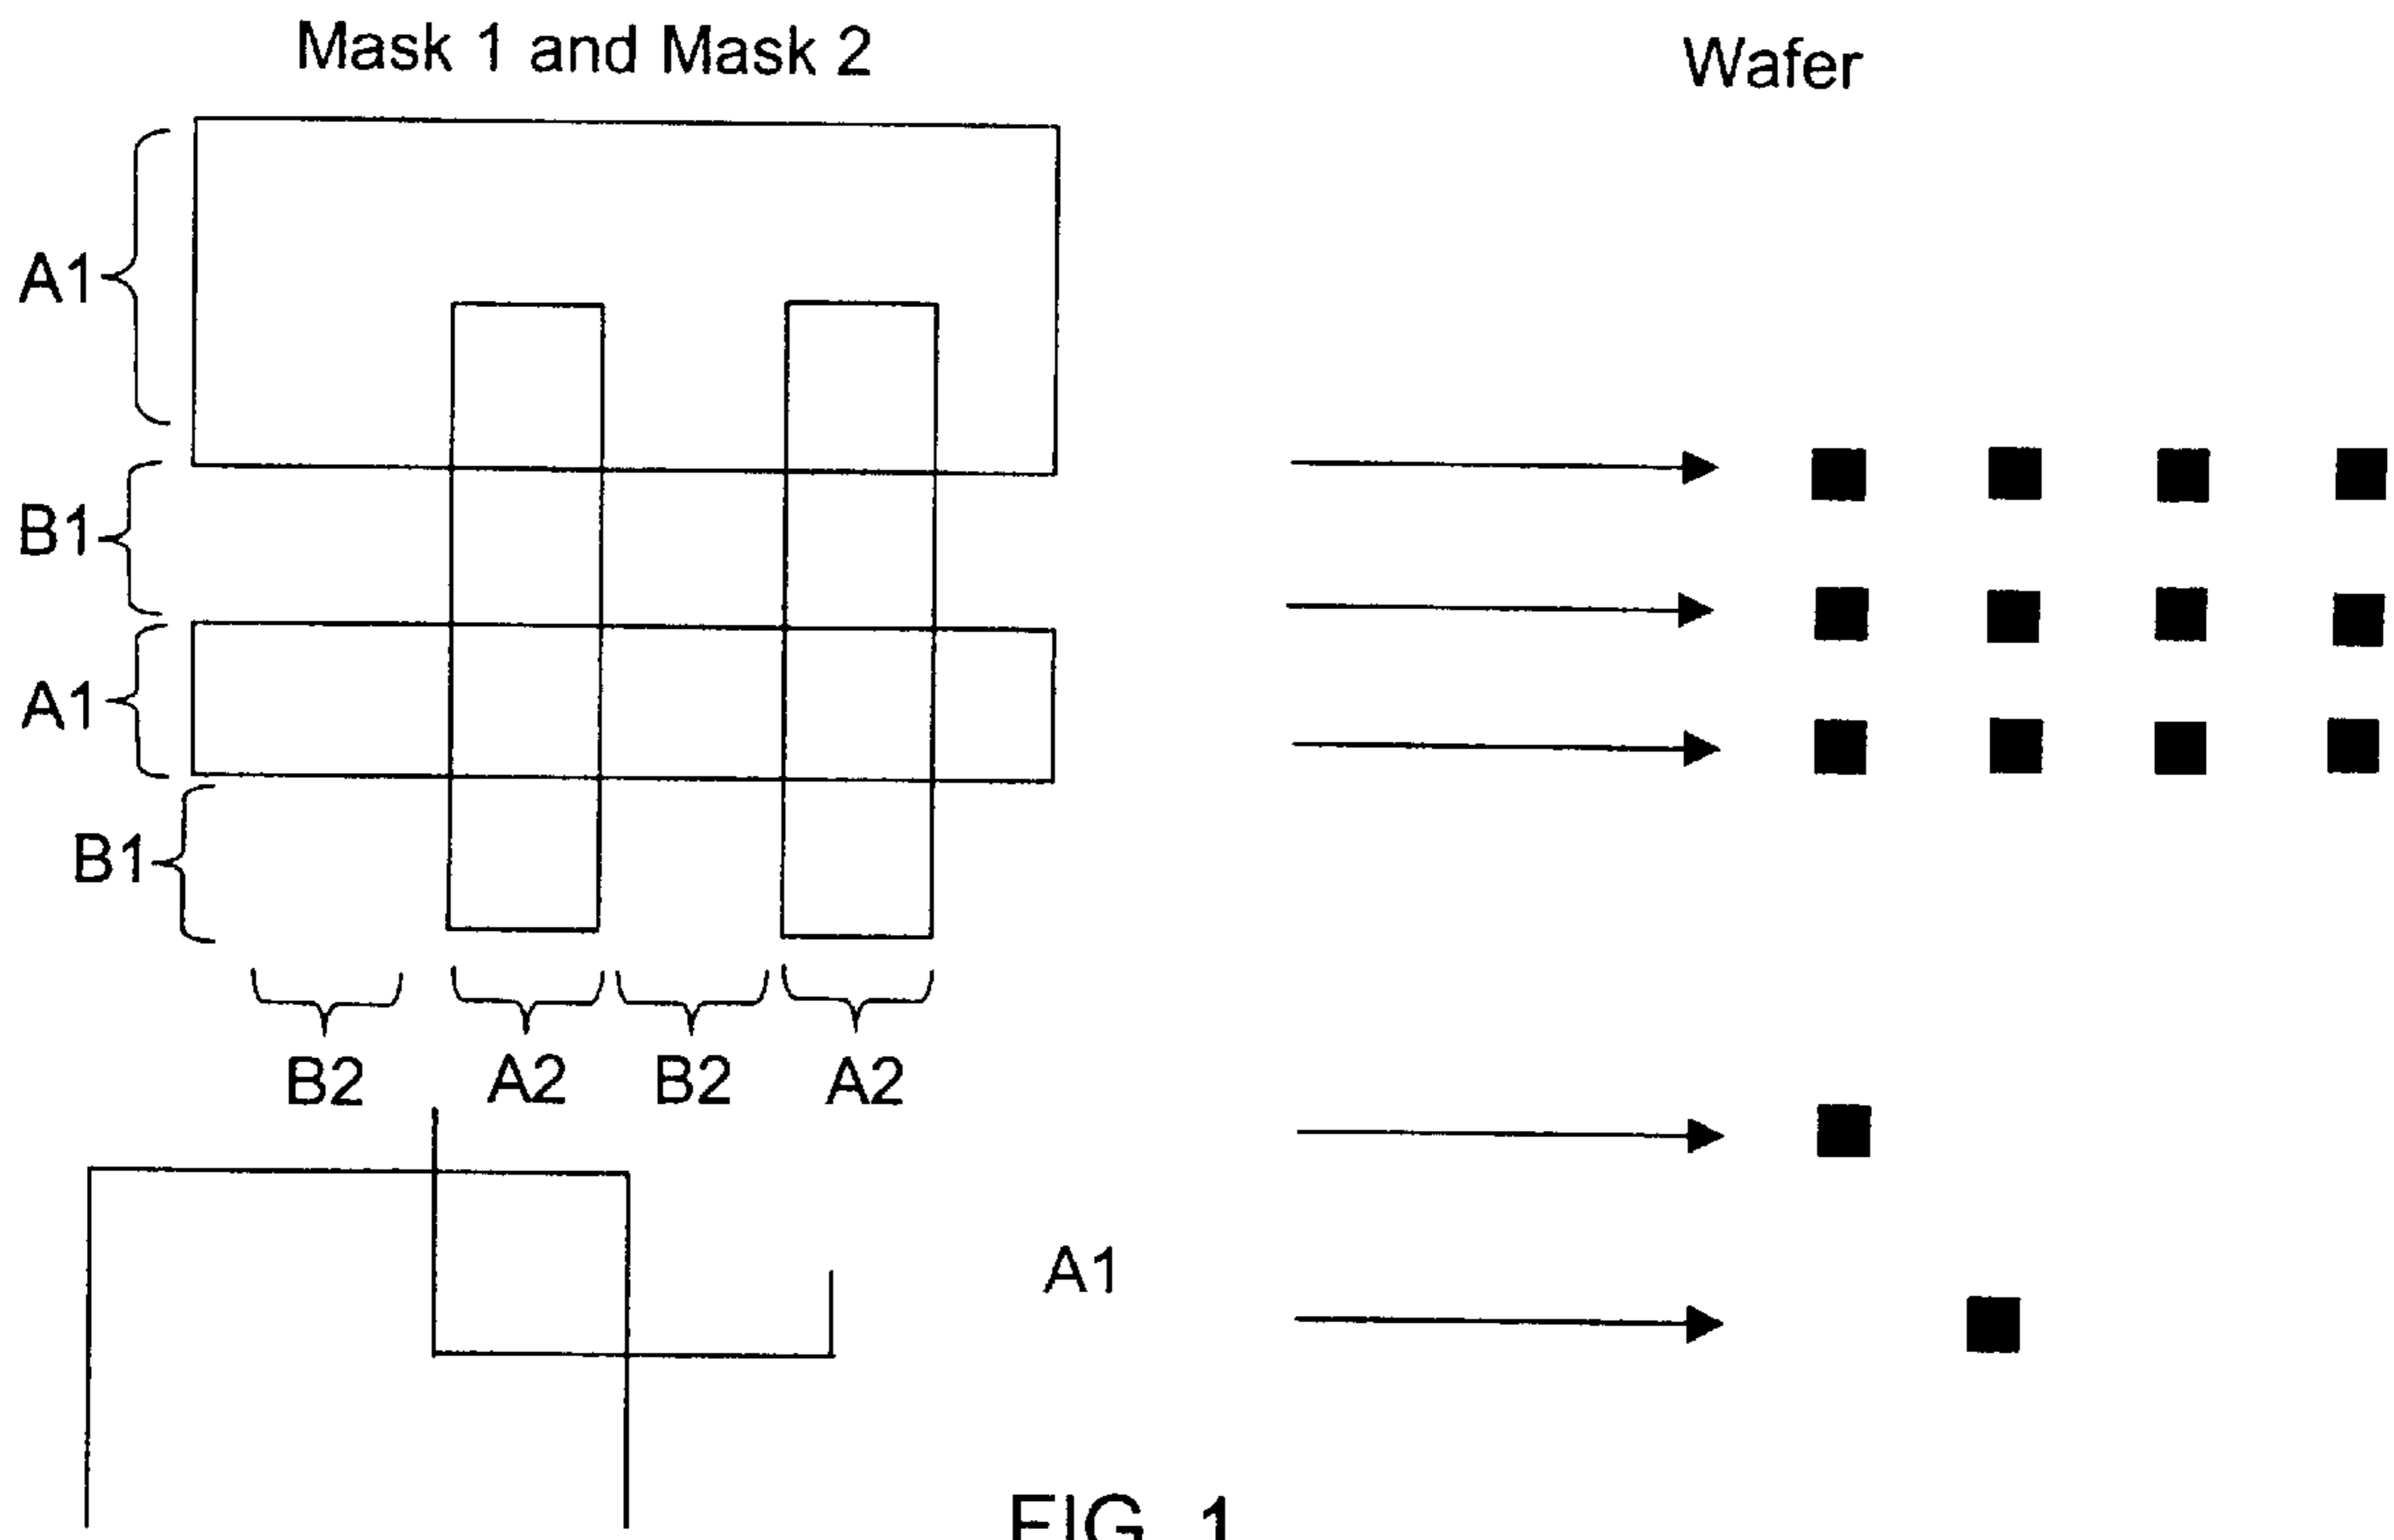 Mask 1 and Mask 2
Wafer
A1
B1
A1
B1
B2 A2 B2 A2
A1
FIG. 1